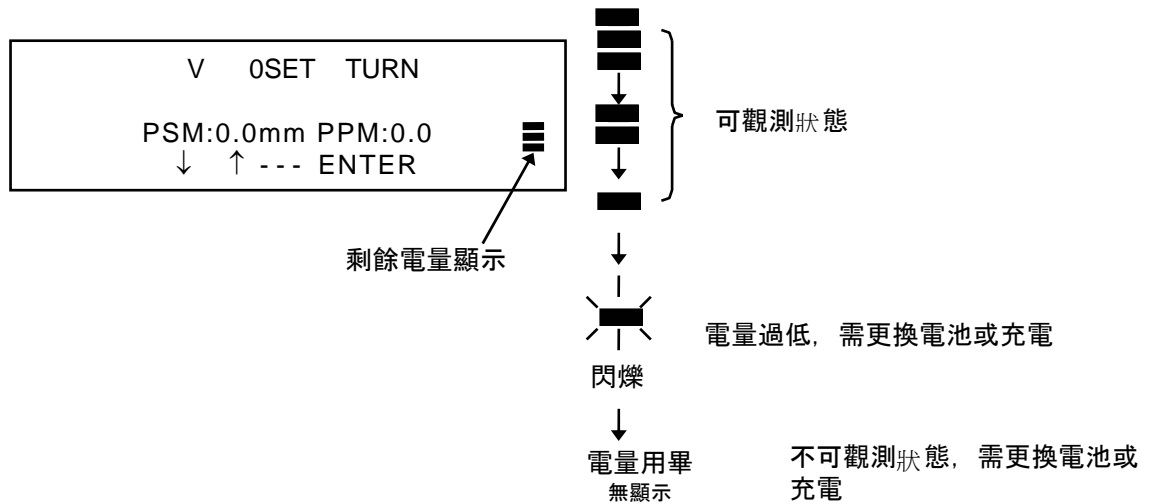 V 0SET TURN
PSM:0.0mm PPM:0.0
↓ ↑ --- ENTER
剩餘電量顯示
可觀測狀態
電量過低，需更換電池或充電
閃爍
電量用畢
無顯示
不可觀測狀態，需更換電池或
充電